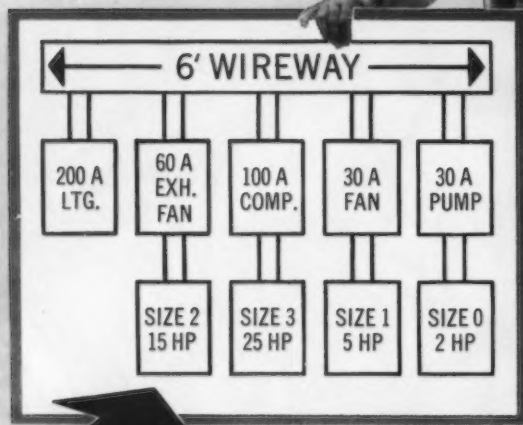 6' WIREWAY
200 A
LTG.
60 A
EXH.
FAN
100 A
COMP.
30 A
FAN
30 A
PUMP
SIZE 2
15 HP
SIZE 3
25 HP
SIZE 1
5 HP
SIZE 0
2 HP